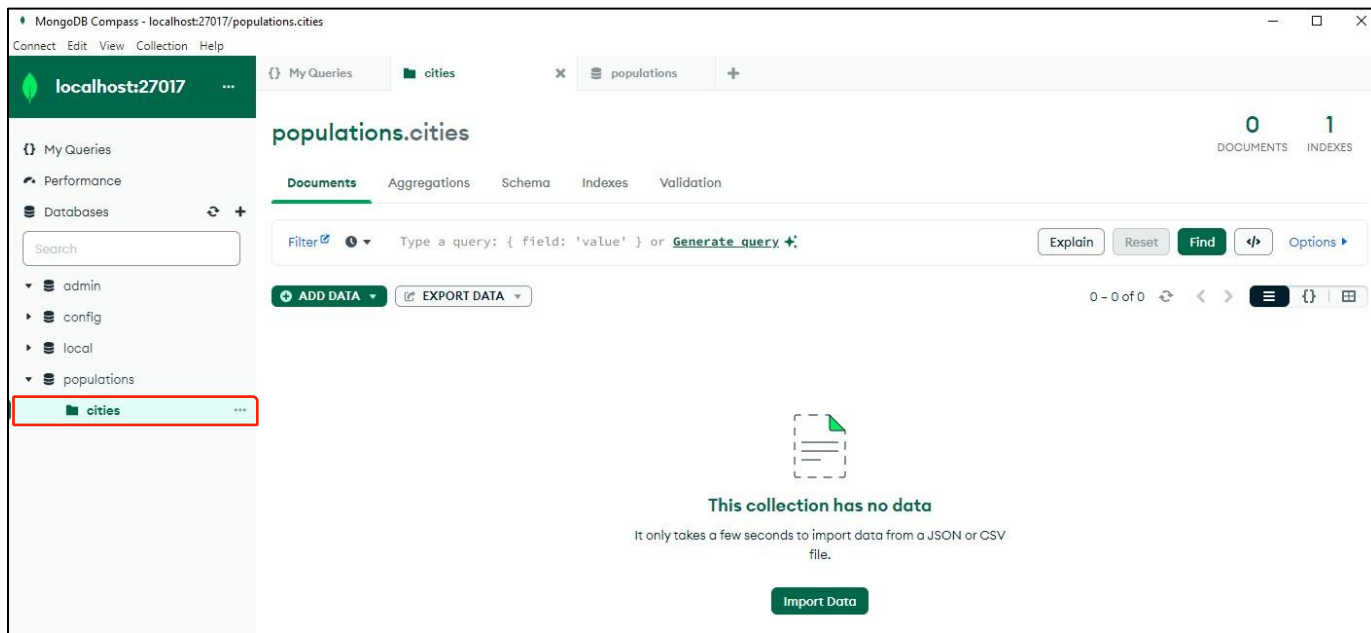 MongoDB Compass - localhost:27017/populations.cities
Connect Edit View Collection Help
localhost:27017 ...
{} My Queries
Performance
Databases
Search
admin
config
local
populations
cities ...
{} My Queries cities populations
populations.cities
0 DOCUMENTS
1 INDEXES
Documents Aggregations Schema Indexes Validation
Filter Type a query: { field: 'value' } or Generate query Explain Reset Find </> Options
ADD DATA EXPORT DATA 0 – 0 of 0 {}
This collection has no data
It only takes a few seconds to import data from a JSON or CSV
file.
Import Data